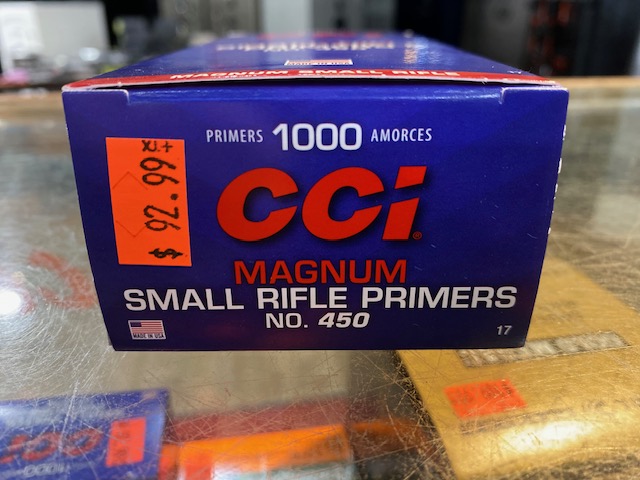 MAGNUM SMALL RIFLE
17
PRIMERS 1000 AMORCES
CCI
MAGNUM
SMALL RIFLE PRIMERS
NO. 450
MADE IN USA
17
$ 92.99